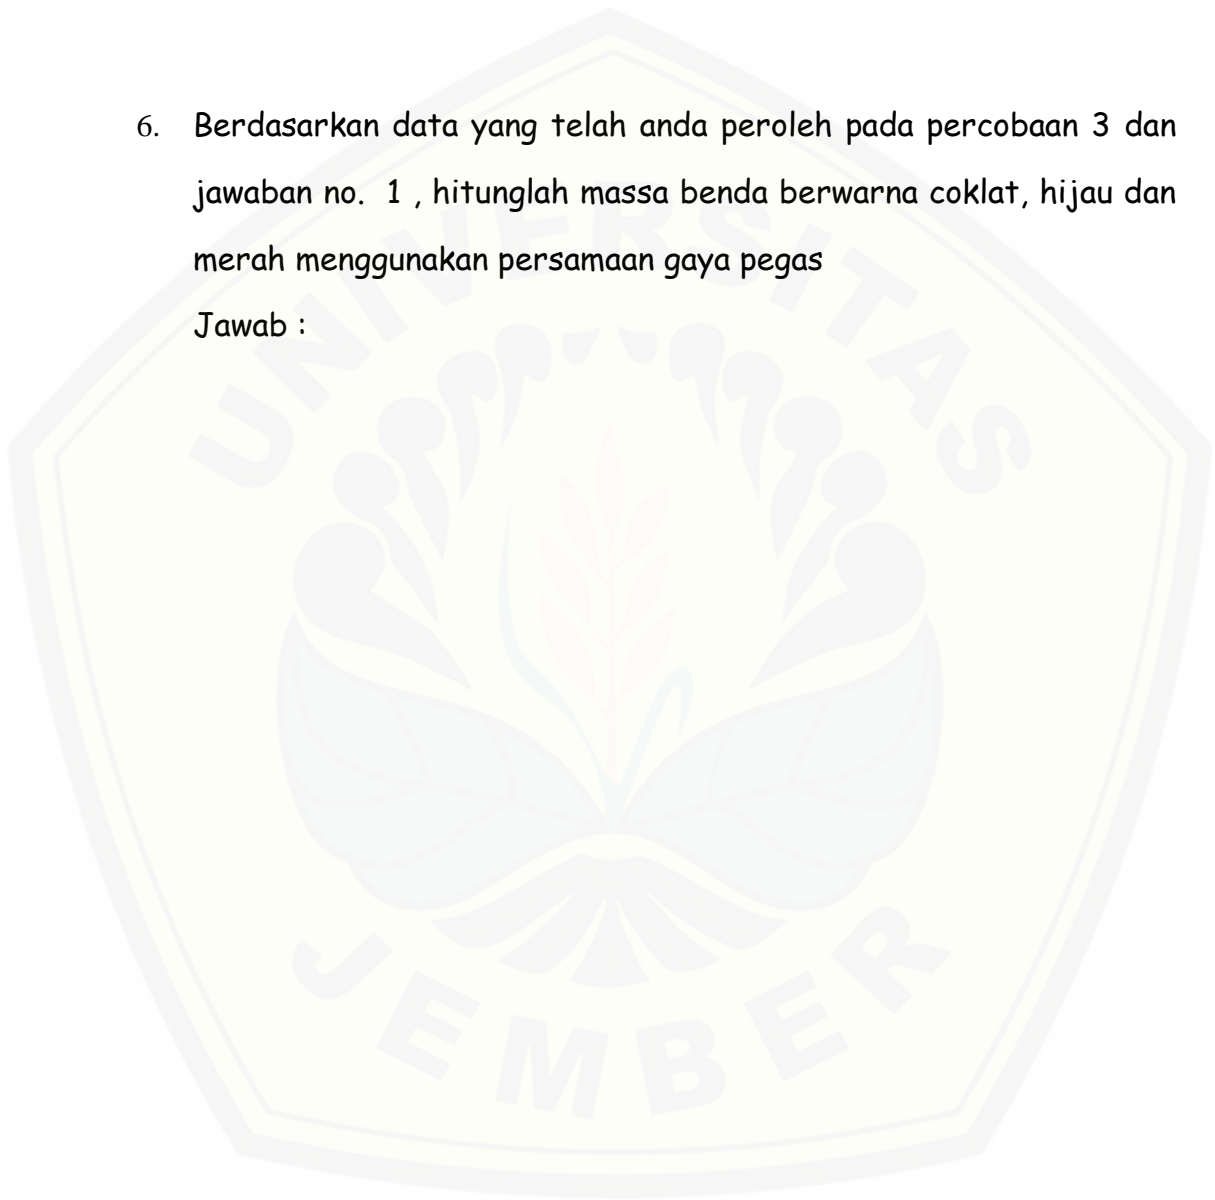 6. Berdasarkan data yang telah anda peroleh pada percobaan 3 dan
jawaban no. 1 , hitunglah massa benda berwarna coklat, hijau dan
merah menggunakan persamaan gaya pegas
Jawab :
UNIVERSITAS
JEMBER